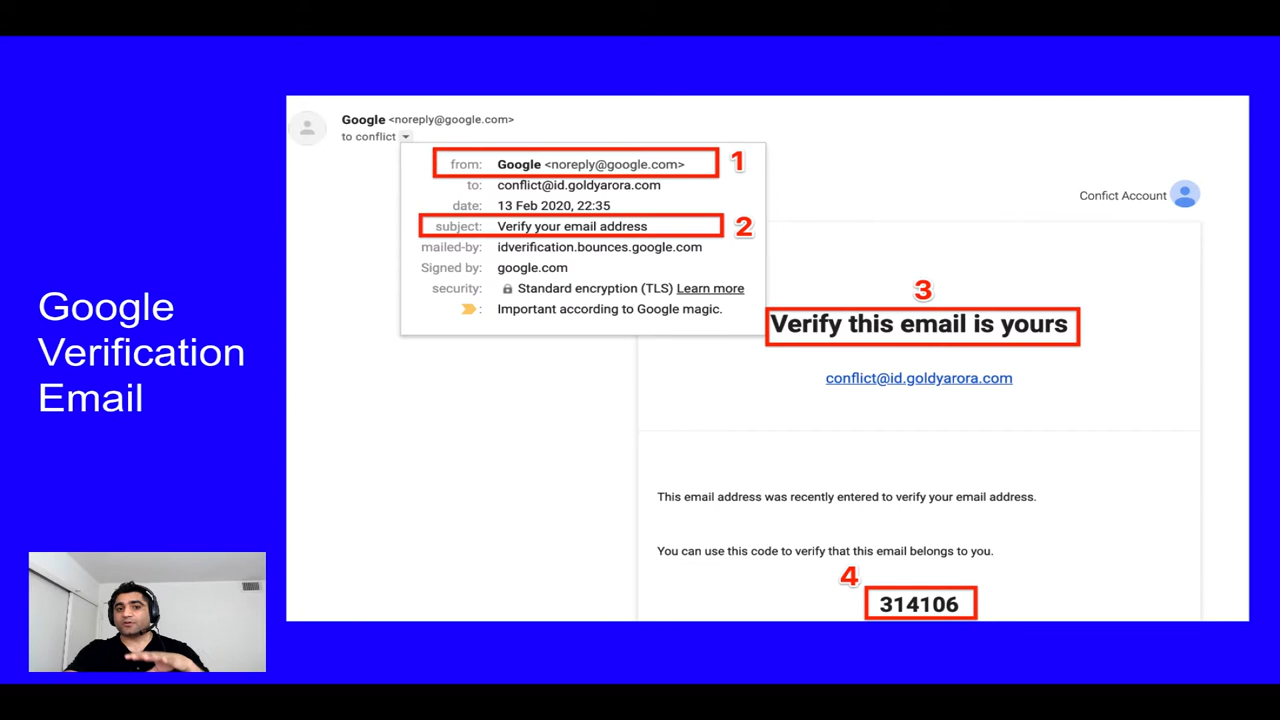 Google
Verification
Email
Google <noreply@google.com>
to conflict
from: Google <noreply@google.com> 1
to: conflict@id.goldyarora.com
date: 13 Feb 2020, 22:35
subject: Verify your email address 2
mailed-by: idverification.bounces.google.com
Signed by: google.com
security: Standard encryption (TLS) Learn more
: Important according to Google magic.
Confict Account
3
Verify this email is yours
conflict@id.goldyarora.com
This email address was recently entered to verify your email address.
You can use this code to verify that this email belongs to you.
4
314106